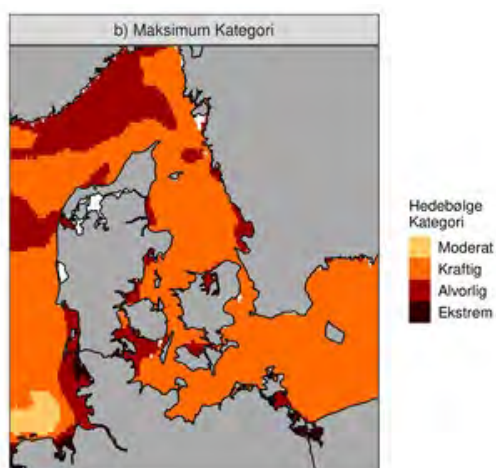 b) Maksimum Kategori
Hedebølge
Kategori
Moderat
Kraftig
Alvorlig
Ekstrem